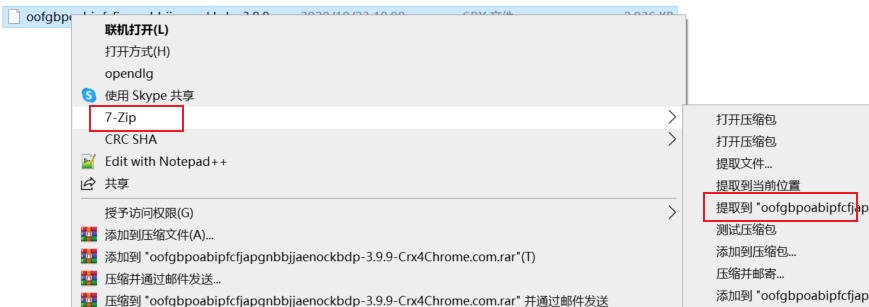 联机打开(L)
打开方式(H)
opendlg
使用 Skype 共享
7-Zip
CRC SHA
Edit with Notepad++
共享
授予访问权限(G)
添加到压缩文件(A)...
添加到 "oofgbpoabipfcfjapgnbbjjaenockbdp-3.9.9-Crx4Chrome.com.rar"(T)
压缩并通过邮件发送...
压缩到 "oofgbpoabipfcfjapgnbbjjaenockbdp-3.9.9-Crx4Chrome.com.rar" 并通过邮件发送
打开压缩包
打开压缩包
提取文件...
提取到当前位置
提取到 "oofgbpoabipfcfjap
测试压缩包
添加到压缩包...
压缩并邮寄...
添加到 "oofgbpoabipfcfjap